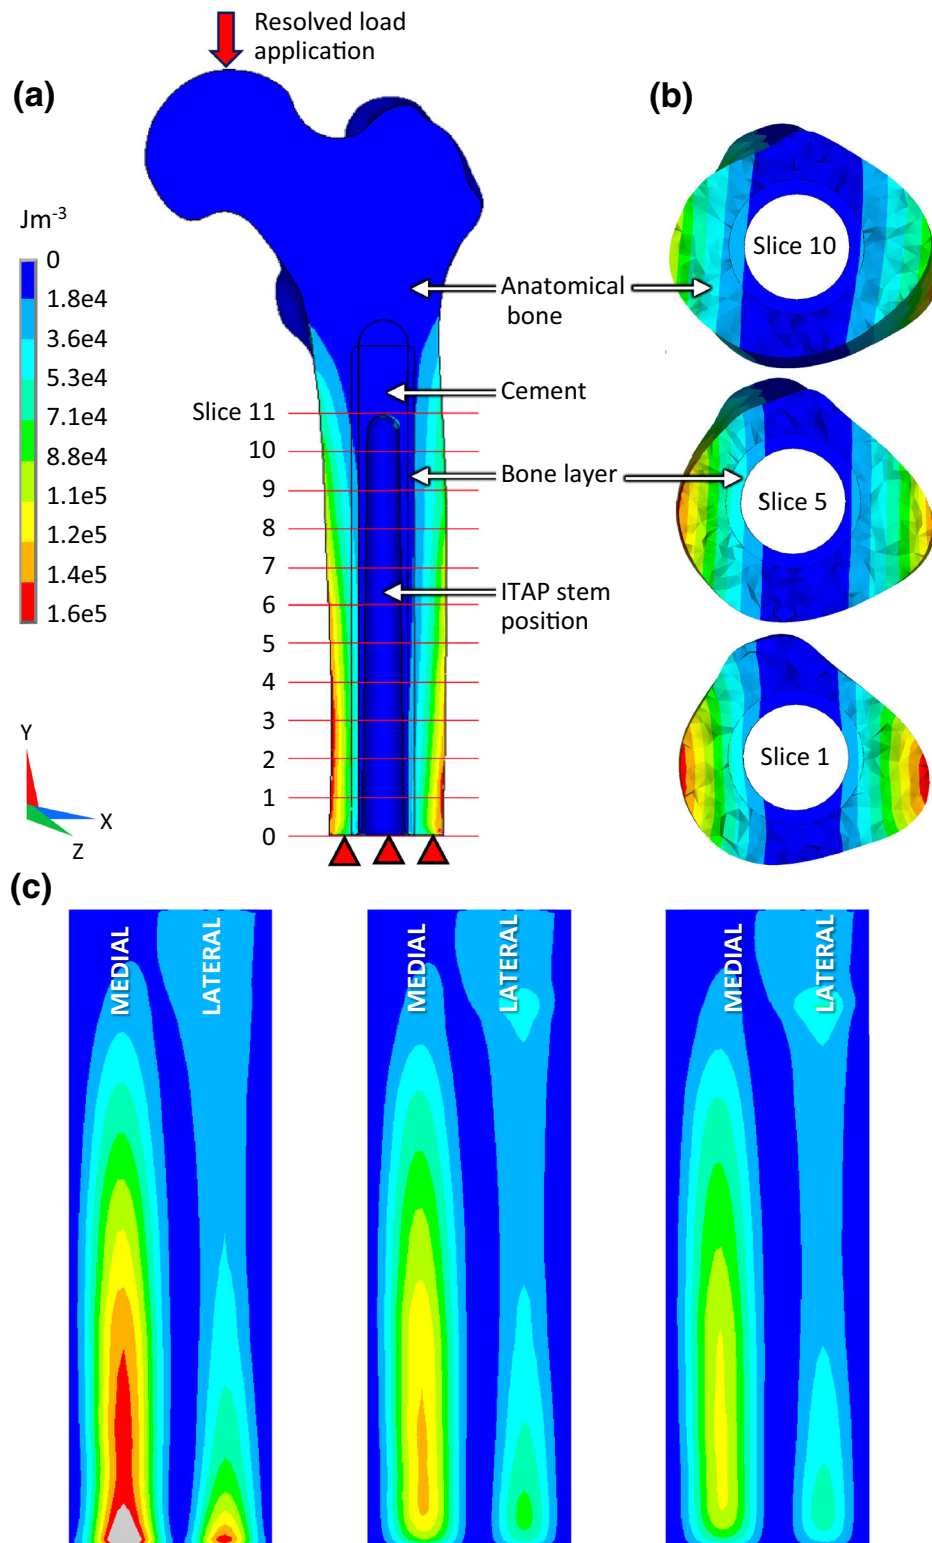 Resolved load
application
(a)
(b)
Jm-3
0
1.8e4
3.6e4
5.3e4
7.1e4
8.8e4
1.1e5
1.2e5
1.4e5
1.6e5
Slice 10
Anatomical
bone
Cement
Slice 11
10
9
8
7
6
5
4
3
2
1
0
Bone layer
Slice 5
ITAP stem
position
Slice 1
Y
X
Z
(c)
MEDIAL
LATERAL
MEDIAL
LATERAL
MEDIAL
LATERAL